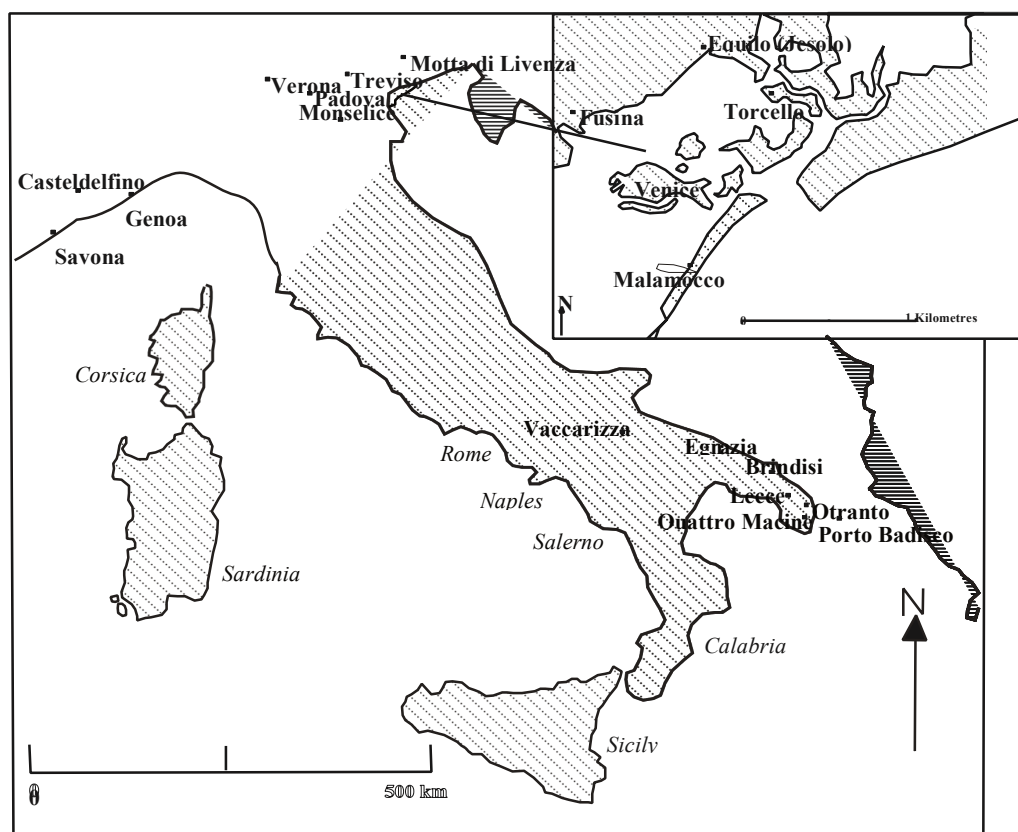 Equilo (Jesolo)
Motta di Livenza
Treviso
Verona
Padova
Monselice
Fusina
Torcello
Venice
Casteldelfino
Genoa
Savona
Malamocco
N
0
1 Kilometres
Corsica
Vaccarizza
Rome
Egnazia
Brindisi
Lecce
Naples
Otranto
Quattro Macine
Porto Badisco
Salerno
Sardinia
N
Calabria
Sicily
0
500 km